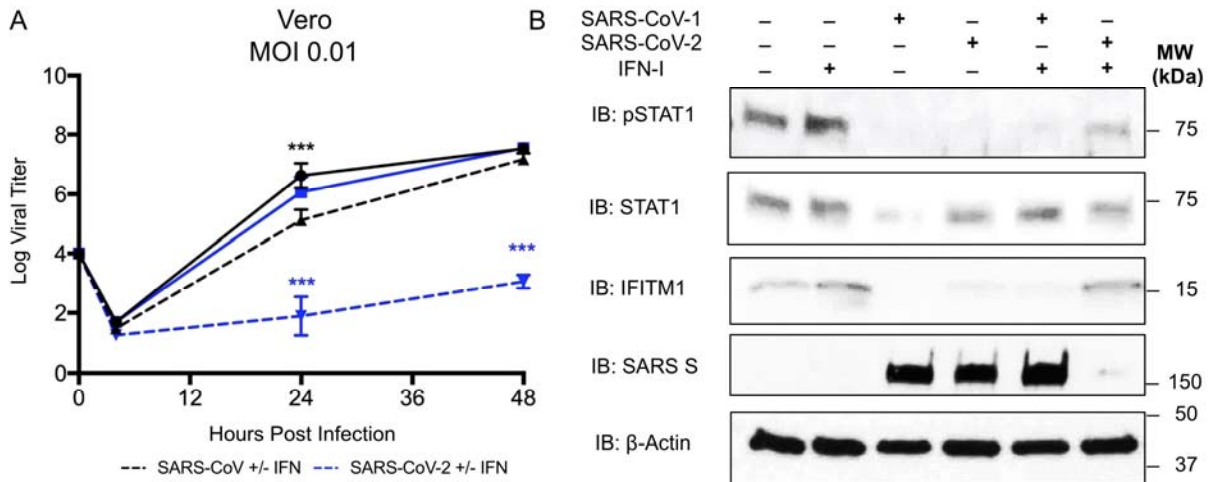 A
Vero
MOI 0.01
10
8
6
4
2
0
Log Viral Titer
***
***
***
0
12
24
36
48
Hours Post Infection
SARS-CoV +/- IFN
SARS-CoV-2 +/- IFN
B
SARS-CoV-1 – – + – + –
SARS-CoV-2 – – – + – +
IFN-I – + – – + +
MW
(kDa)
IB: pSTAT1
75
IB: STAT1
75
IB: IFITM1
15
IB: SARS S
150
IB: β-Actin
50
37